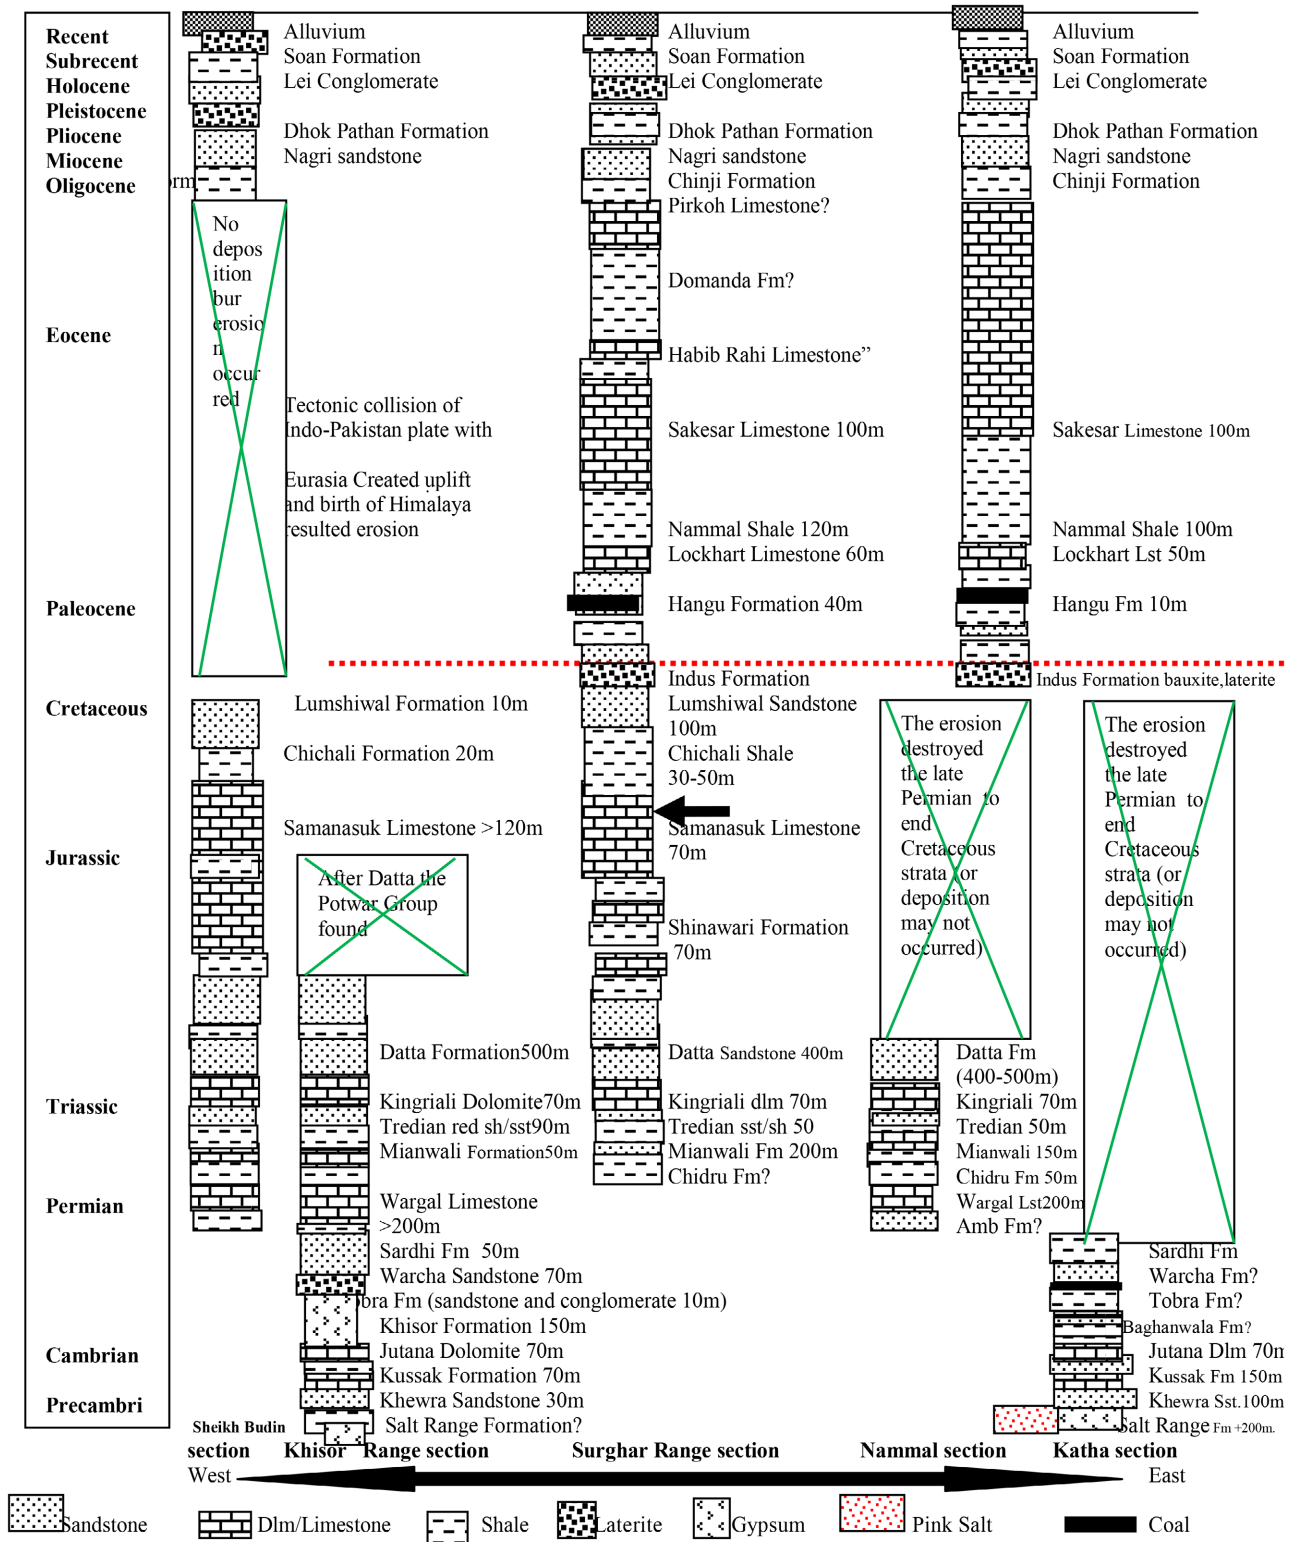 Recent
Subrecent
Holocene
Pleistocene
Pliocene
Miocene
Oligocene
Eocene
Paleocene
Cretaceous
Jurassic
Triassic
Permian
Cambrian
Precambri
Alluvium
Soan Formation
Lei Conglomerate
Dhok Pathan Formation
Nagri sandstone
orm
No
depos
ition
bur
erosio
n
occur
red
Tectonic collision of
Indo-Pakistan plate with
Eurasia Created uplift
and birth of Himalaya
resulted erosion
Lumshiwal Formation 10m
Chichali Formation 20m
Samanasuk Limestone >120m
After Datta the
Potwar Group
found
Datta Formation500m
Kingriali Dolomite70m
Tredian red sh/sst90m
Mianwali Formation50m
Wargal Limestone
>200m
Sardhi Fm 50m
Warcha Sandstone 70m
obra Fm (sandstone and conglomerate 10m)
Khisor Formation 150m
Jutana Dolomite 70m
Kussak Formation 70m
Khewra Sandstone 30m
Salt Range Formation?
Alluvium
Soan Formation
Lei Conglomerate
Dhok Pathan Formation
Nagri sandstone
Chinji Formation
Pirkoh Limestone?
Domanda Fm?
Habib Rahi Limestone”
Sakesar Limestone 100m
Nammal Shale 120m
Lockhart Limestone 60m
Hangu Formation 40m
Indus Formation
Lumshiwal Sandstone
100m
Chichali Shale
30-50m
Samanasuk Limestone
70m
Shinawari Formation
70m
Datta Sandstone 400m
Kingriali dlm 70m
Tredian sst/sh 50
Mianwali Fm 200m
Chidru Fm?
Alluvium
Soan Formation
Lei Conglomerate
Dhok Pathan Formation
Nagri sandstone
Chinji Formation
Sakesar Limestone 100m
Nammal Shale 100m
Lockhart Lst 50m
Hangu Fm 10m
Indus Formation bauxite,laterite
The erosion
destroyed
the late
Permian to
end
Cretaceous
strata (or
deposition
may not
occurred)
Datta Fm
(400-500m)
Kingriali 70m
Tredian 50m
Mianwali 150m
Chidru Fm 50m
Wargal Lst200m
Amb Fm?
The erosion
destroyed
the late
Permian to
end
Cretaceous
strata (or
deposition
may not
occurred)
Sardhi Fm
Warcha Fm?
Tobra Fm?
Baghanwala Fm?
Jutana Dlm 70m
Kussak Fm 150m
Khewra Sst.100m
Salt Range Fm +200m.
Sheikh Budin
section
Khisor Range section
Surghar Range section
Nammal section
Katha section
West
East
Sandstone
Dlm/Limestone
Shale
Laterite
Gypsum
Pink Salt
Coal